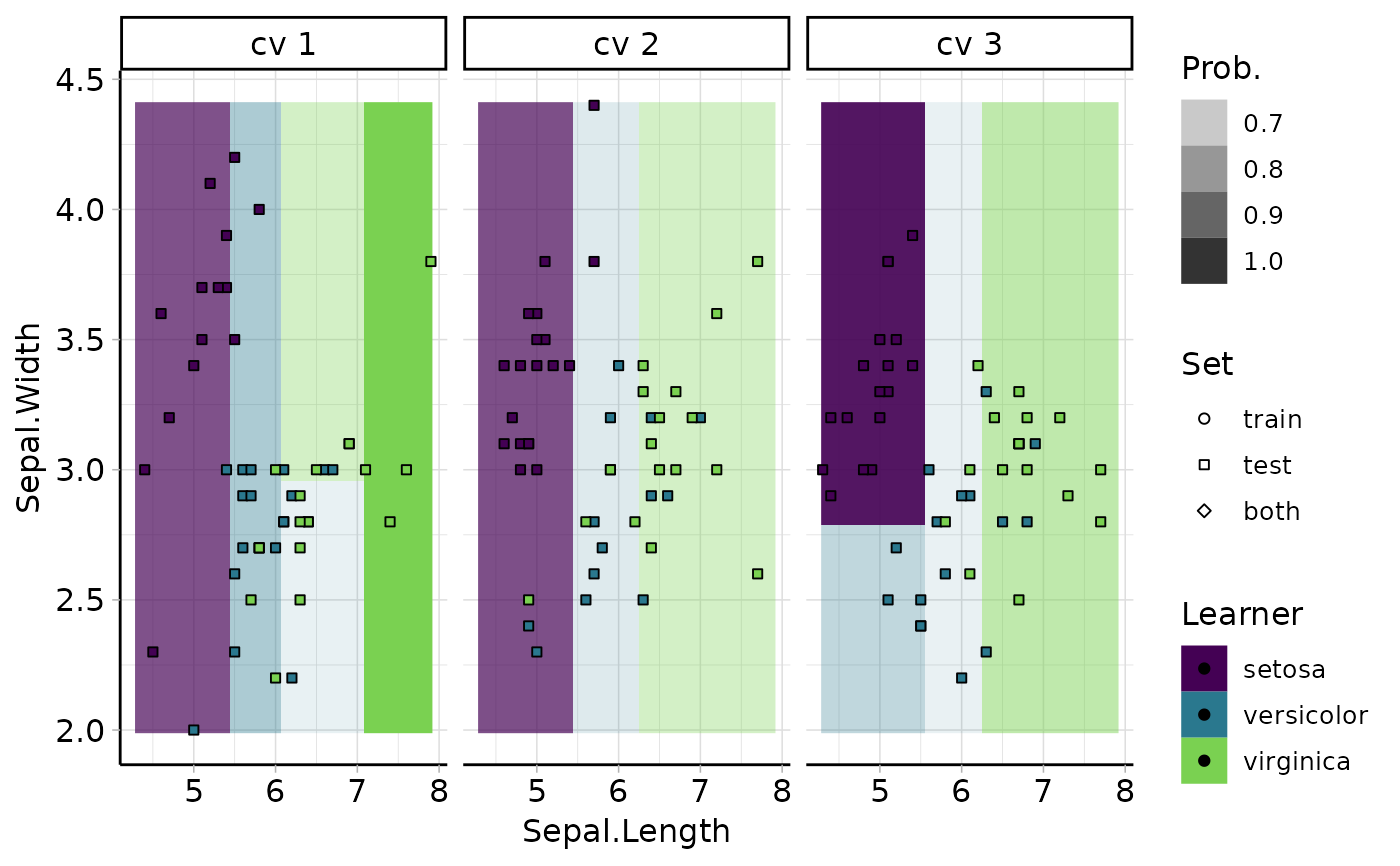 cv 1
cv 2
cv 3
Sepal.Width
4.5
4.0
3.5
3.0
2.5
2.0
5 6 7 8
5 6 7 8
5 6 7 8
Sepal.Length
Prob.
0.7
0.8
0.9
1.0
Set
train
test
both
Learner
setosa
versicolor
virginica